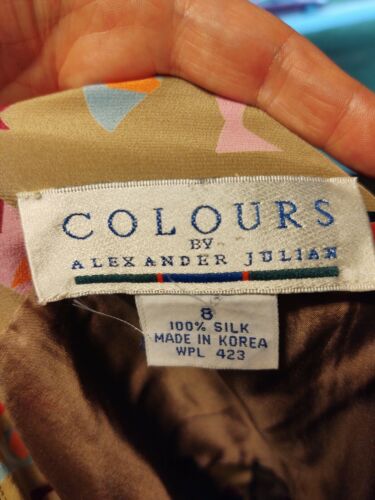 COLOURS
BY
ALEXANDER JULIAN
8
100% SILK
MADE IN KOREA
WPL 423